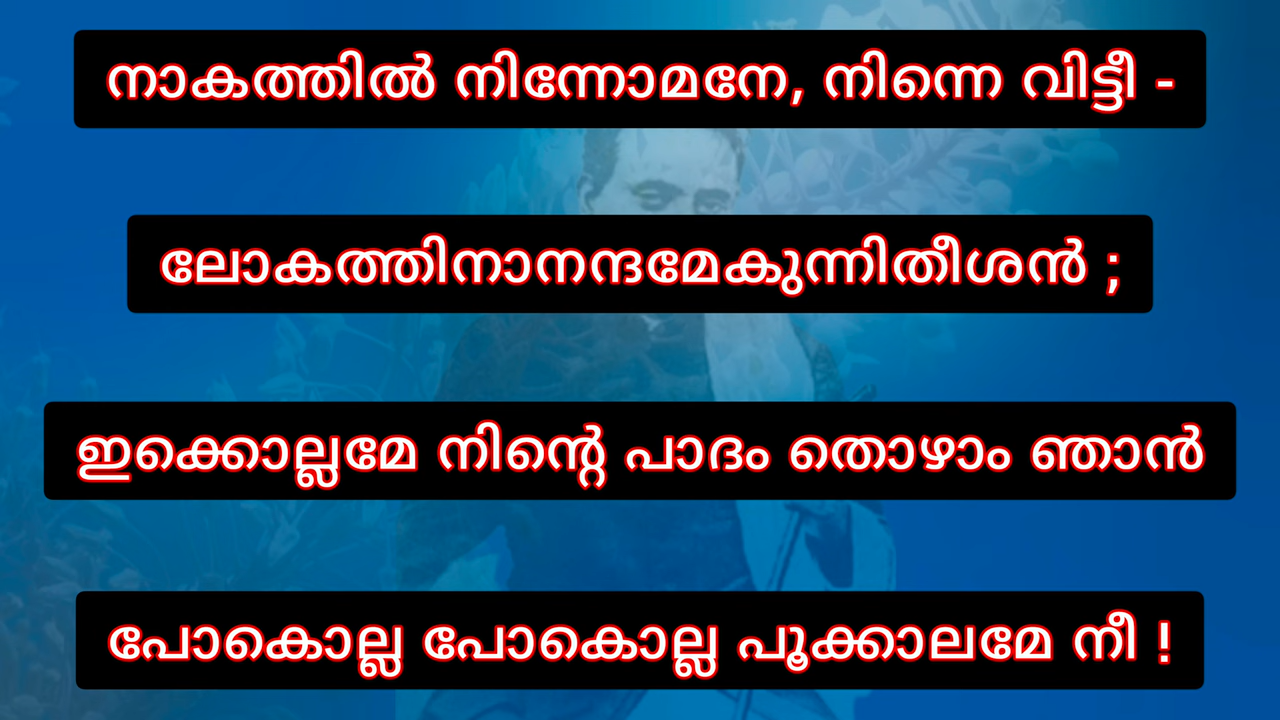 നാകത്തിൽ നിന്നോമനേ, നിന്നെ വിട്ടീ -
ലോകത്തിനാനന്ദമേകുന്നിതീശൻ ;
ഇക്കൊല്ലമേ നിന്റെ പാദം തൊഴാം ഞാൻ
പോകൊല്ല പോകൊല്ല പൂക്കാലമേ നീ !